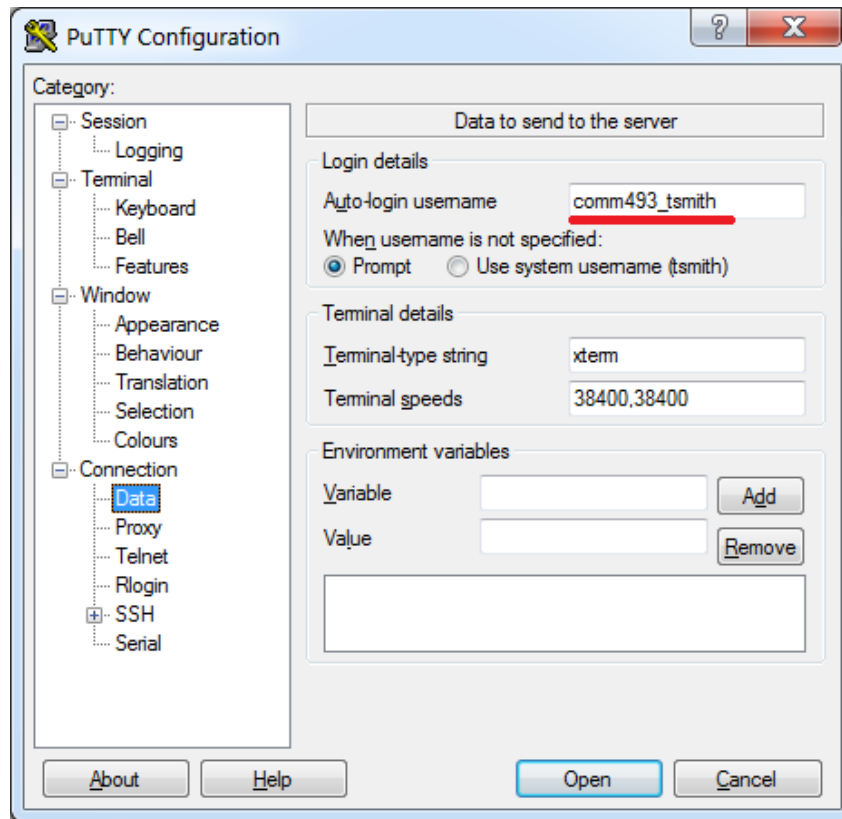 PuTTY Configuration
Category:
Session
Logging
Terminal
Keyboard
Bell
Features
Window
Appearance
Behaviour
Translation
Selection
Colours
Connection
Data
Proxy
Telnet
Rlogin
SSH
Serial
Data to send to the server
Login details
Auto-login username comm493_tsmith
When username is not specified:
Prompt Use system username (tsmith)
Terminal details
Terminal-type string xterm
Terminal speeds 38400,38400
Environment variables
Variable Add
Value Remove
About Help Open Cancel